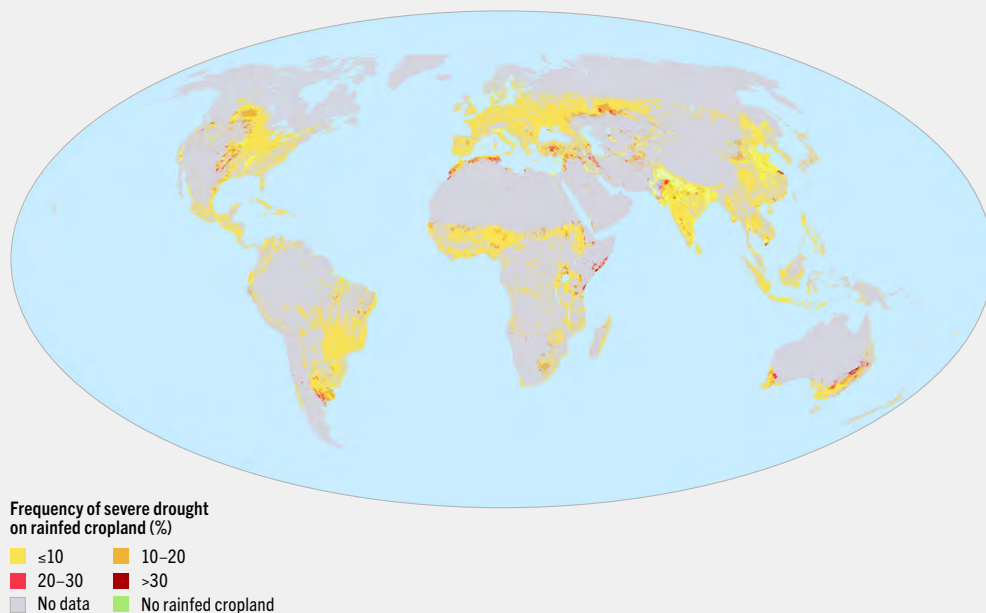 Frequency of severe drought
on rainfed cropland (%)
≤10
10–20
20–30
>30
No data
No rainfed cropland